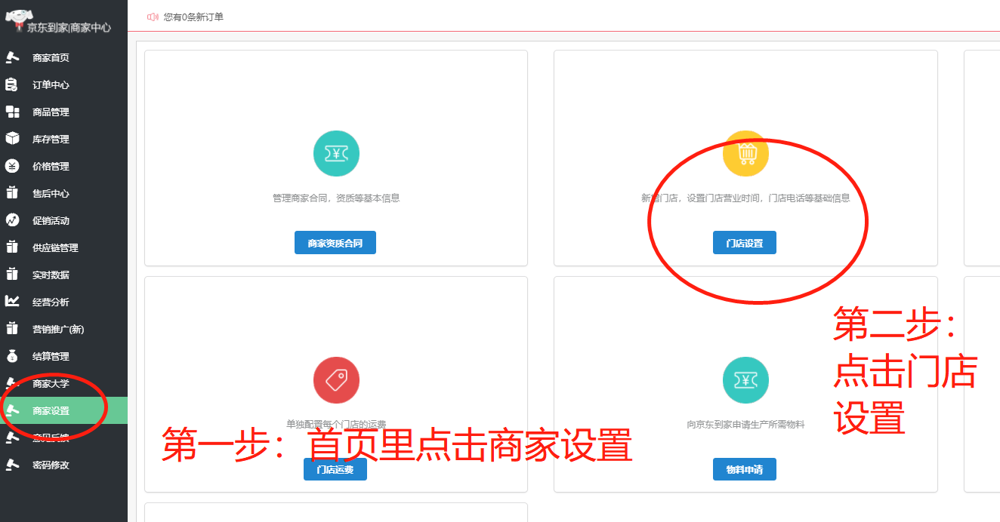 京东到家|商家中心
您有0条新订单
商家首页
订单中心
商品管理
库存管理
价格管理
售后中心
促销活动
供应链管理
实时数据
经营分析
营销推广(新)
结算管理
商家大学
商家设置
意见反馈
密码修改
管理商家合同，资质等基本信息
商家资质合同
新增门店，设置门店营业时间，门店电话等基础信息
门店设置
第二步：
点击门店
设置
单独配置每个门店的运费
第一步：首页里点击商家设置
门店运费
向京东到家申请生产所需物料
物料申请